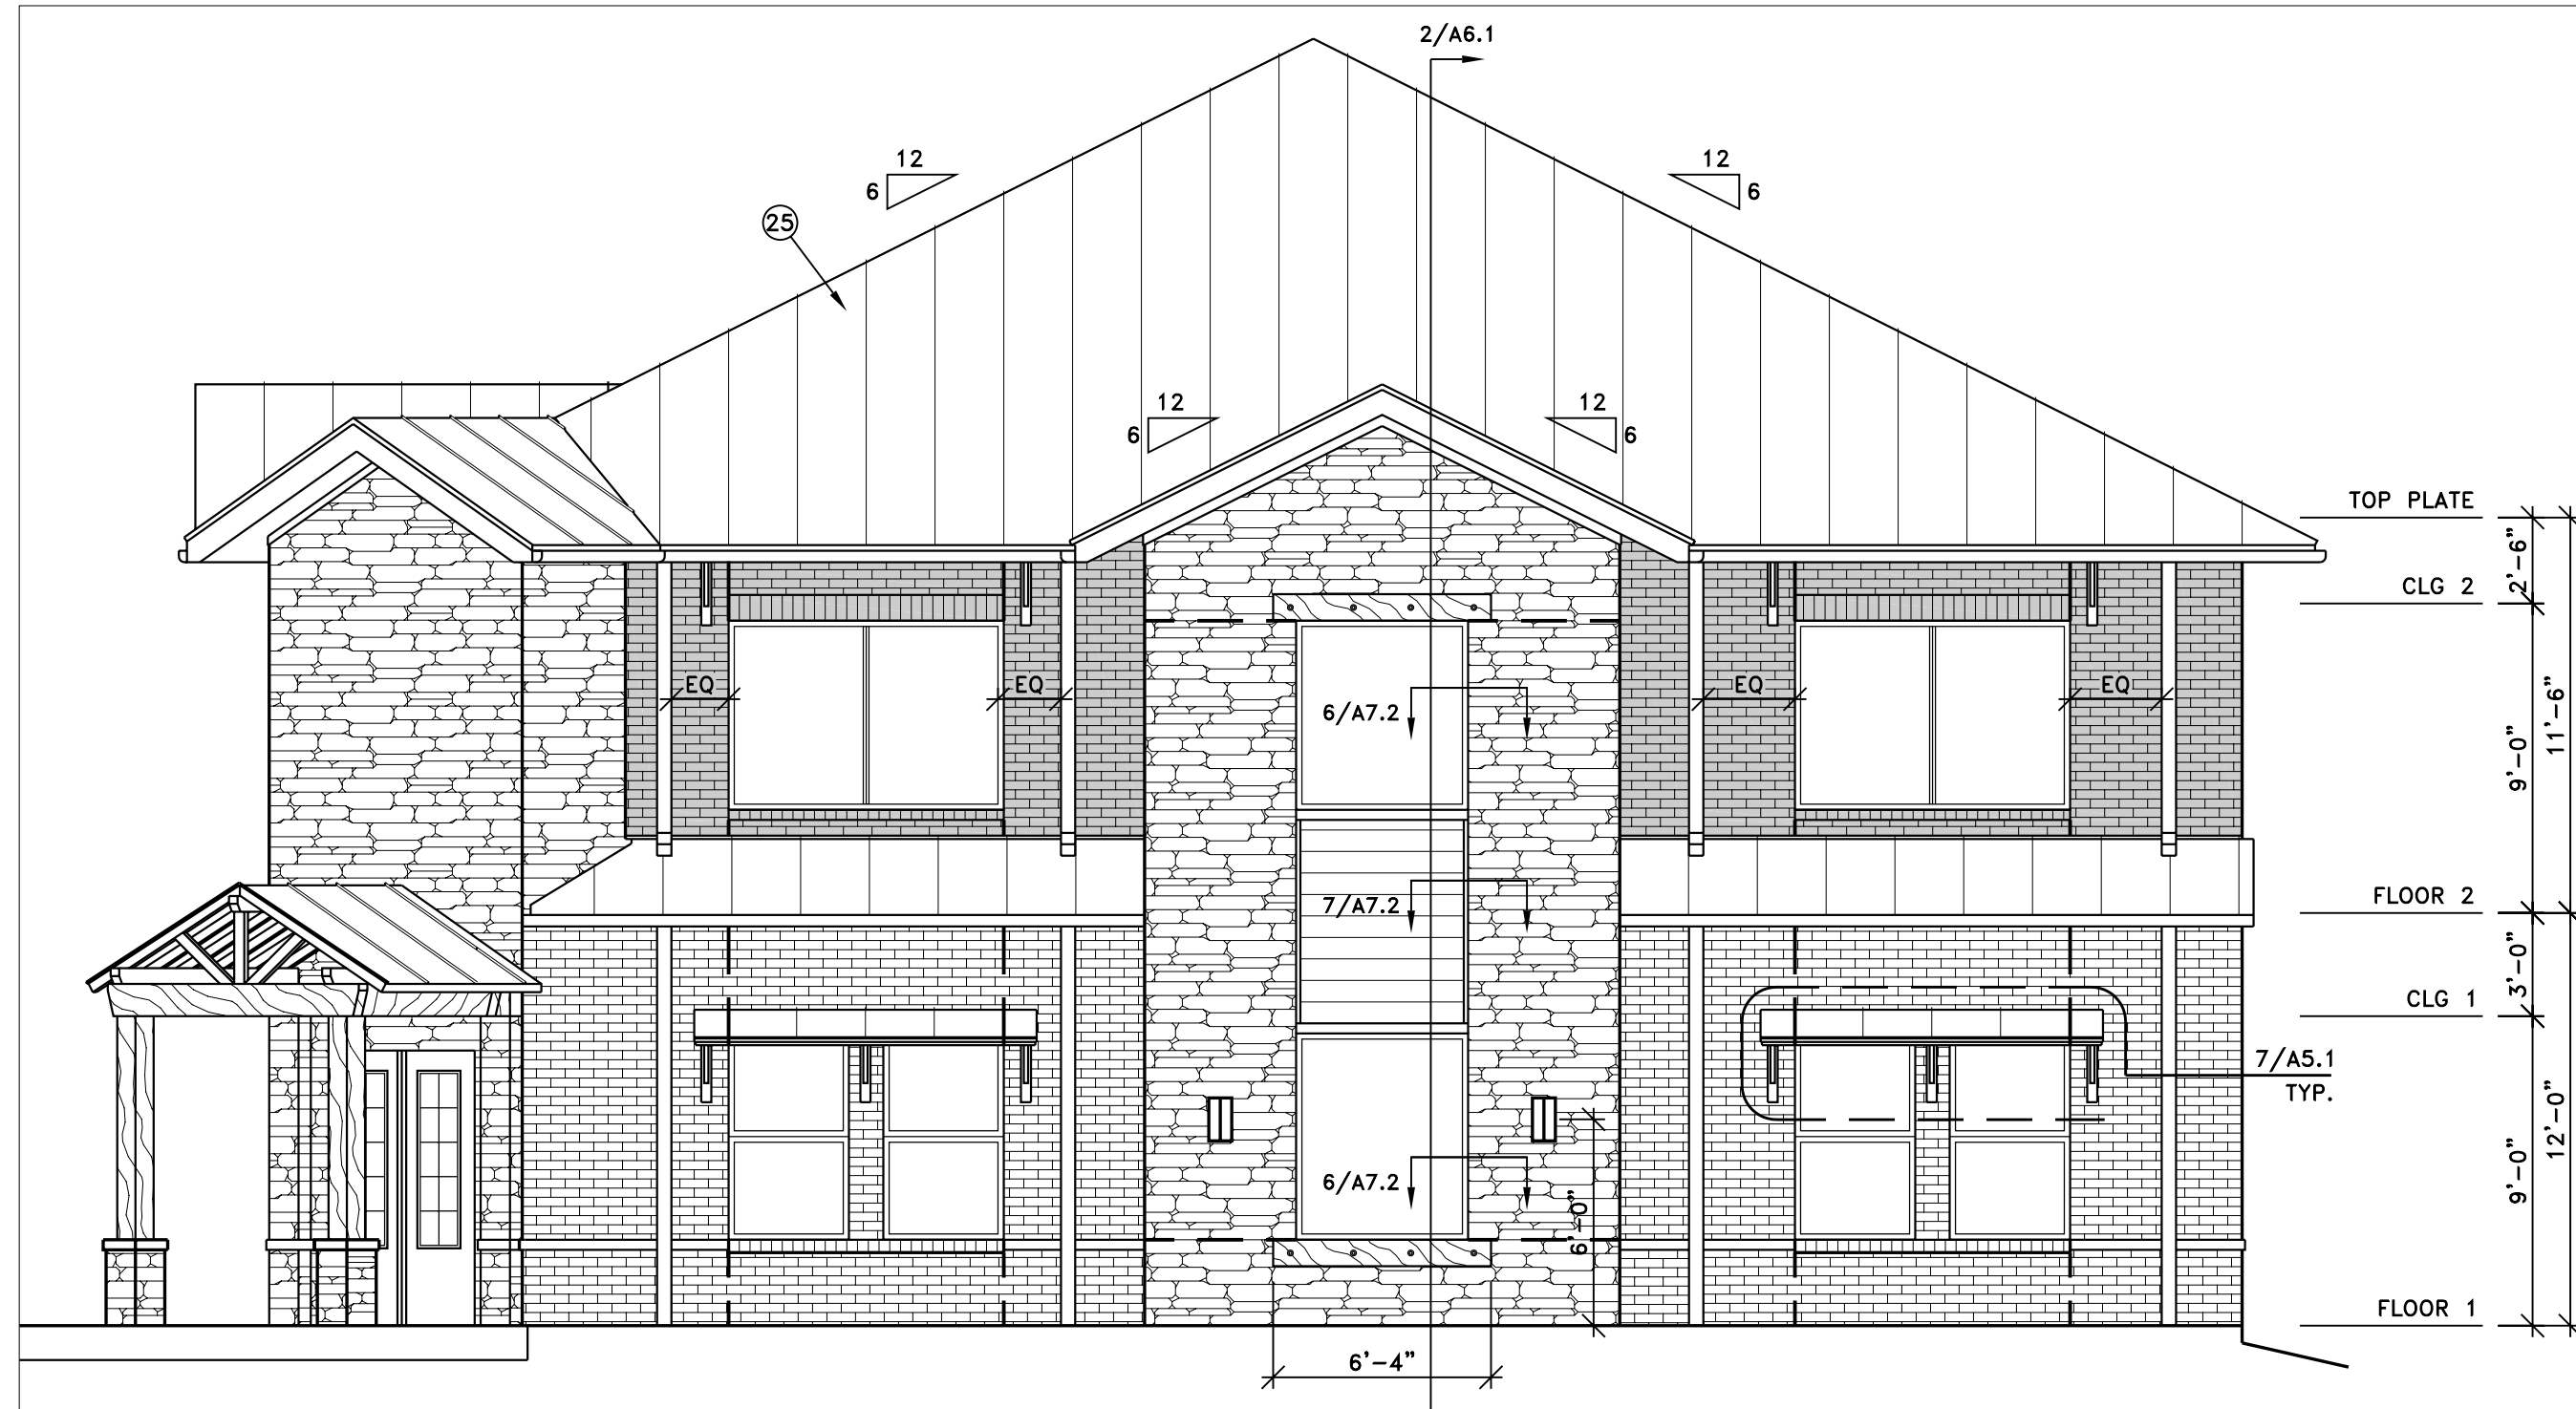 2/A6.1
12
6
12
6
25
12
6
12
6
TOP PLATE
2'-6"
CLG 2
EQ
EQ
EQ
EQ
6/A7.2
9'-0"
11'-6"
7/A7.2
FLOOR 2
3'-0"
CLG 1
7/A5.1
TYP.
12'-0"
6/A7.2
9'-0"
6'-0"
FLOOR 1
6'-4"